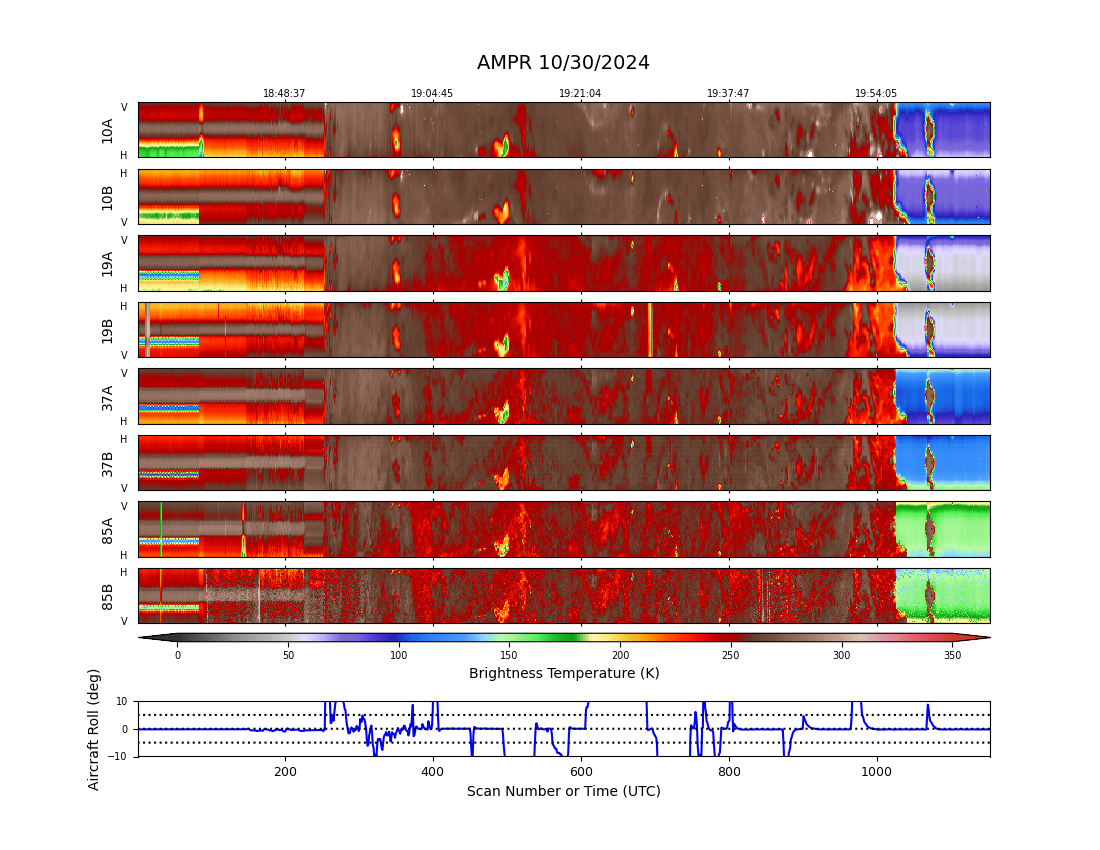 AMPR 10/30/2024
18:48:37 19:04:45 19:21:04 19:37:47 19:54:05
V
10A
H
H
10B
V
V
19A
H
H
19B
V
V
37A
H
H
37B
V
V
85A
H
H
85B
V
0 50 100 150 200 250 300 350
Brightness Temperature (K)
Aircraft Roll (deg)
10
0
−10
200 400 600 800 1000
Scan Number or Time (UTC)